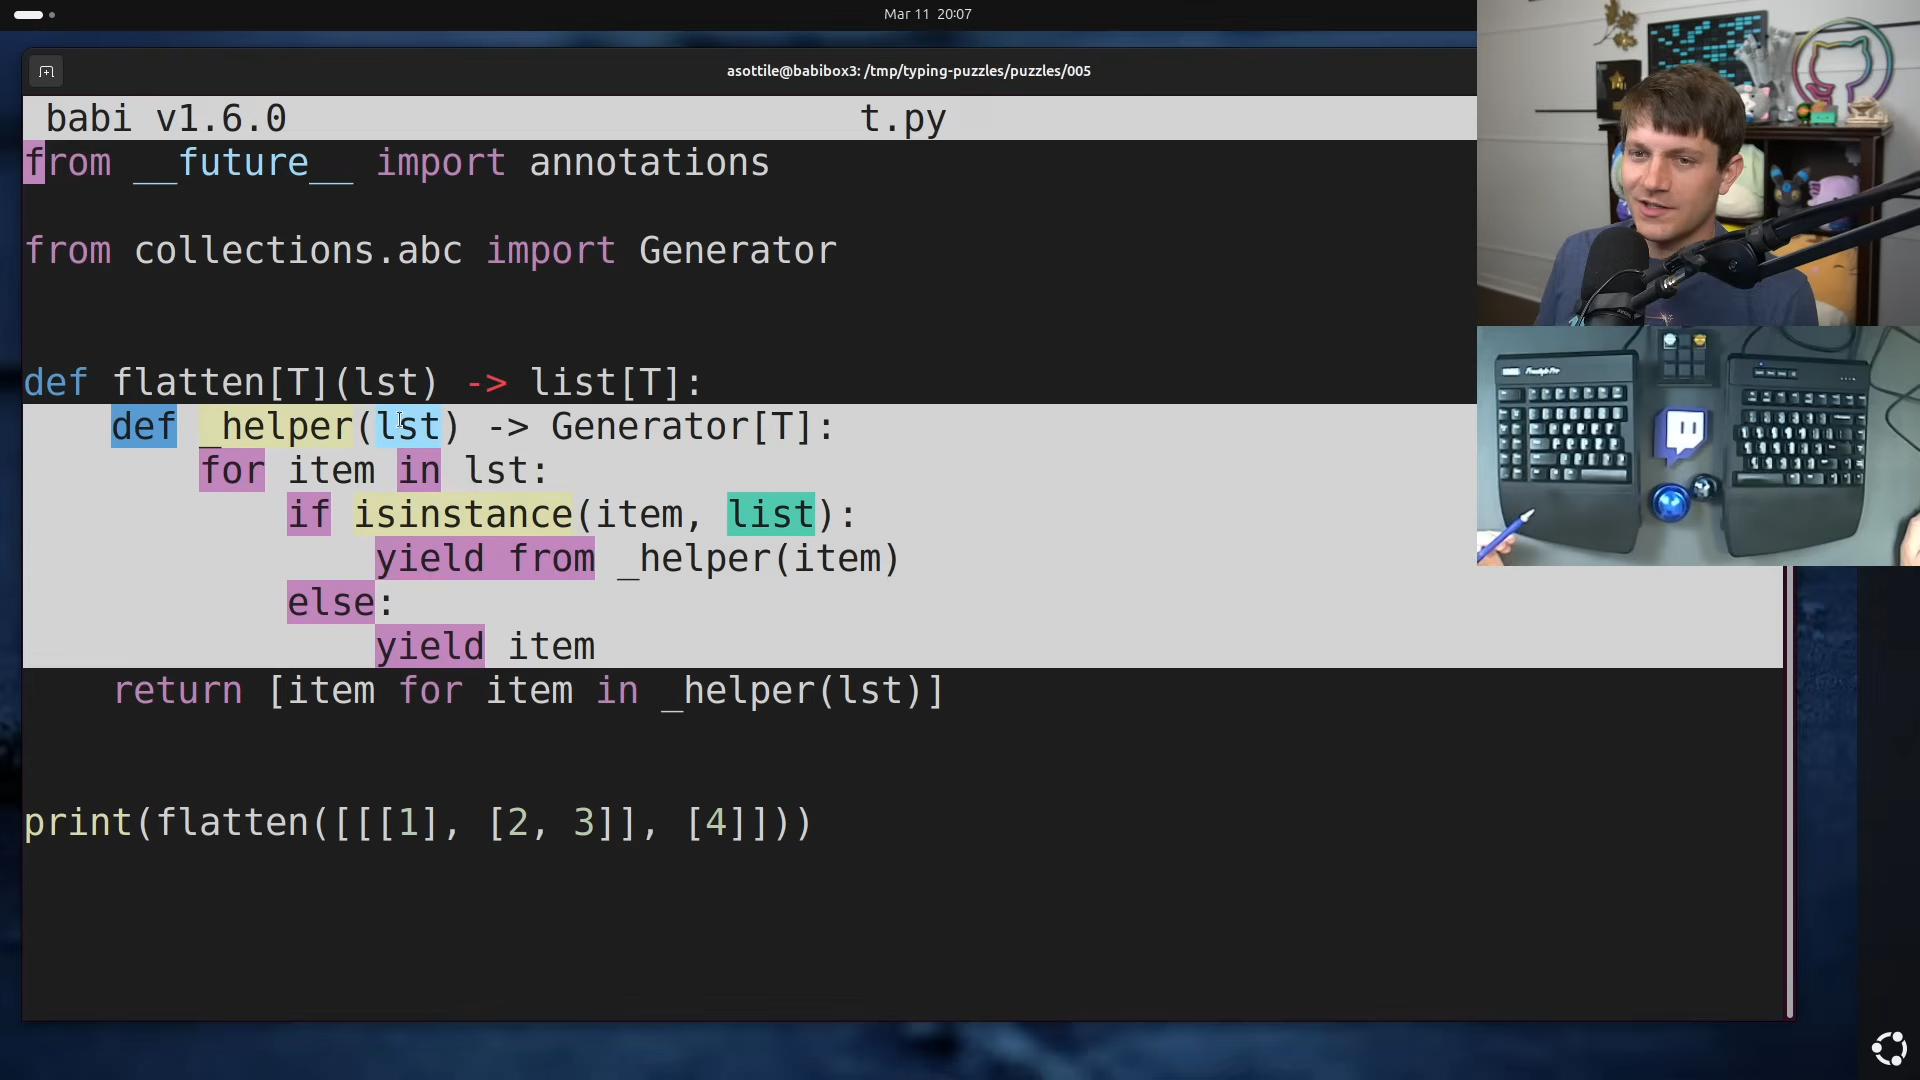 Mar 11 20:07
asottile@babibox3: /tmp/typing-puzzles/puzzles/005
babi v1.6.0 t.py
from __future__ import annotations
from collections.abc import Generator
def flatten[T](lst) -> list[T]:
    def _helper(lst) -> Generator[T]:
        for item in lst:
            if isinstance(item, list):
                yield from _helper(item)
            else:
                yield item
    return [item for item in _helper(lst)]
print(flatten([[[1], [2, 3]], [4]]))